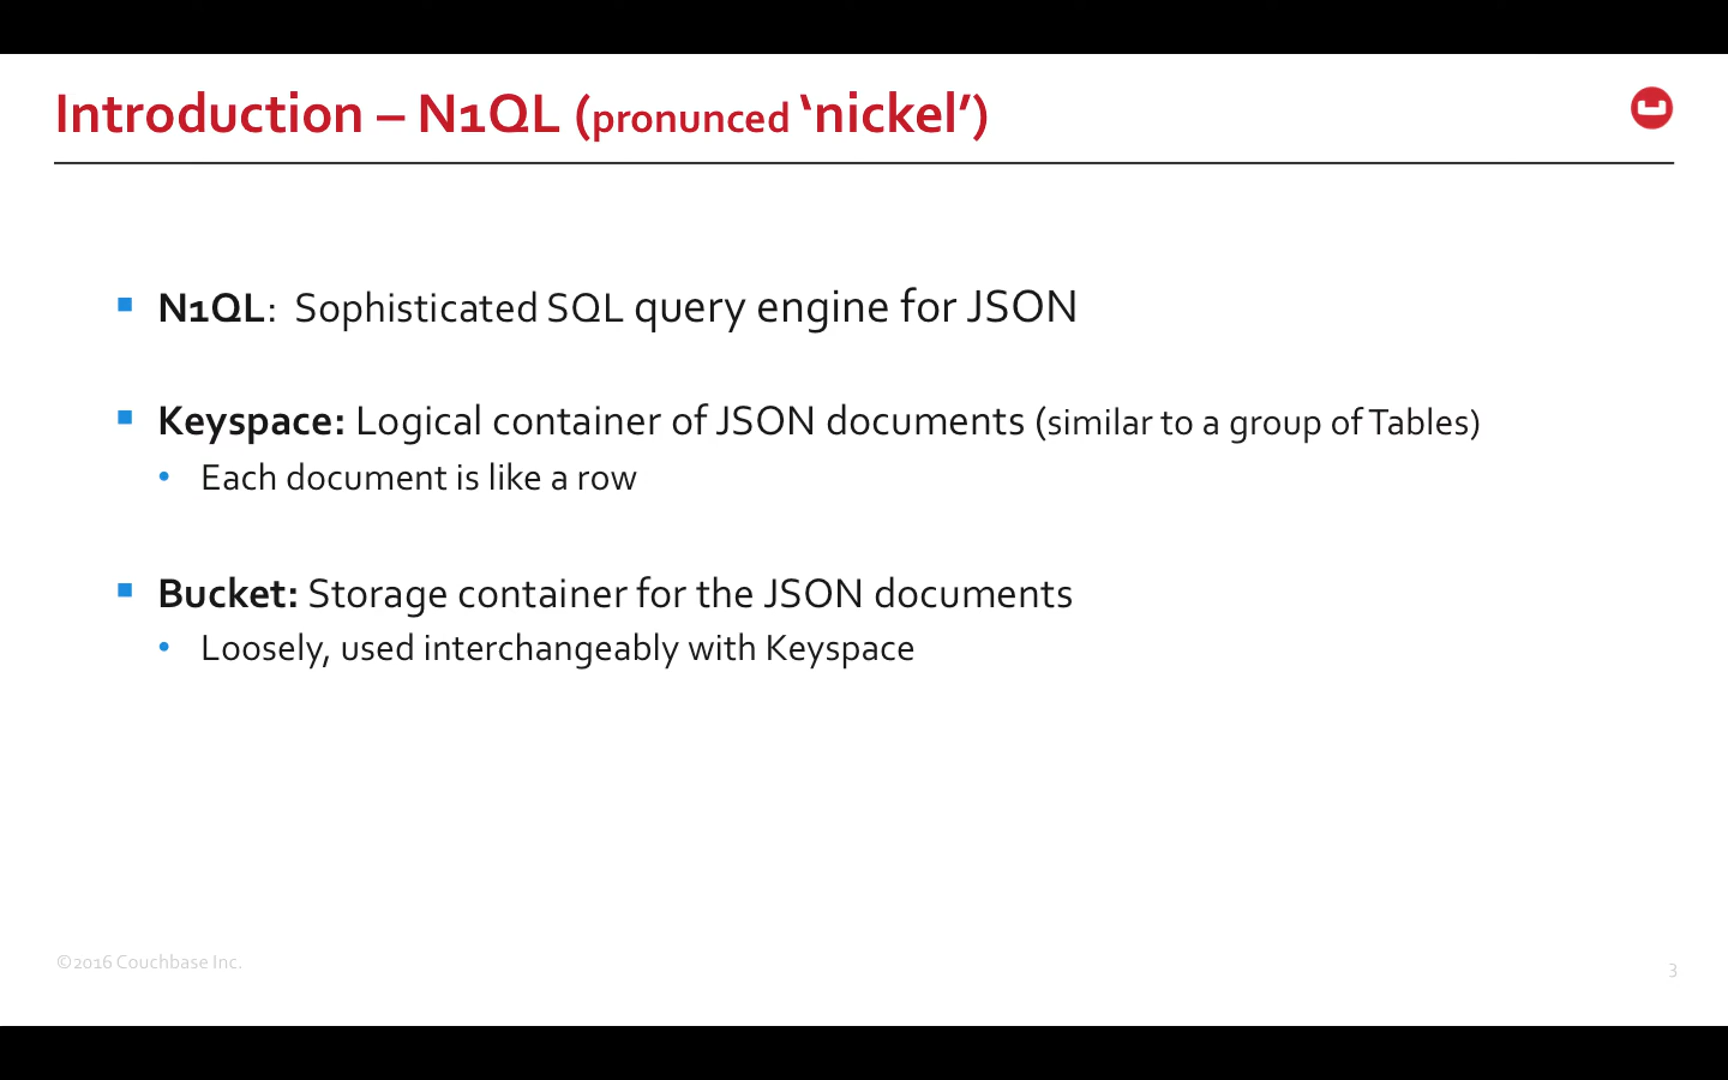 Introduction – N1QL (pronunced ‘nickel’)
N1QL: Sophisticated SQL query engine for JSON
Keyspace: Logical container of JSON documents (similar to a group of Tables)
Each document is like a row
Bucket: Storage container for the JSON documents
Loosely, used interchangeably with Keyspace
©2016 Couchbase Inc.
3